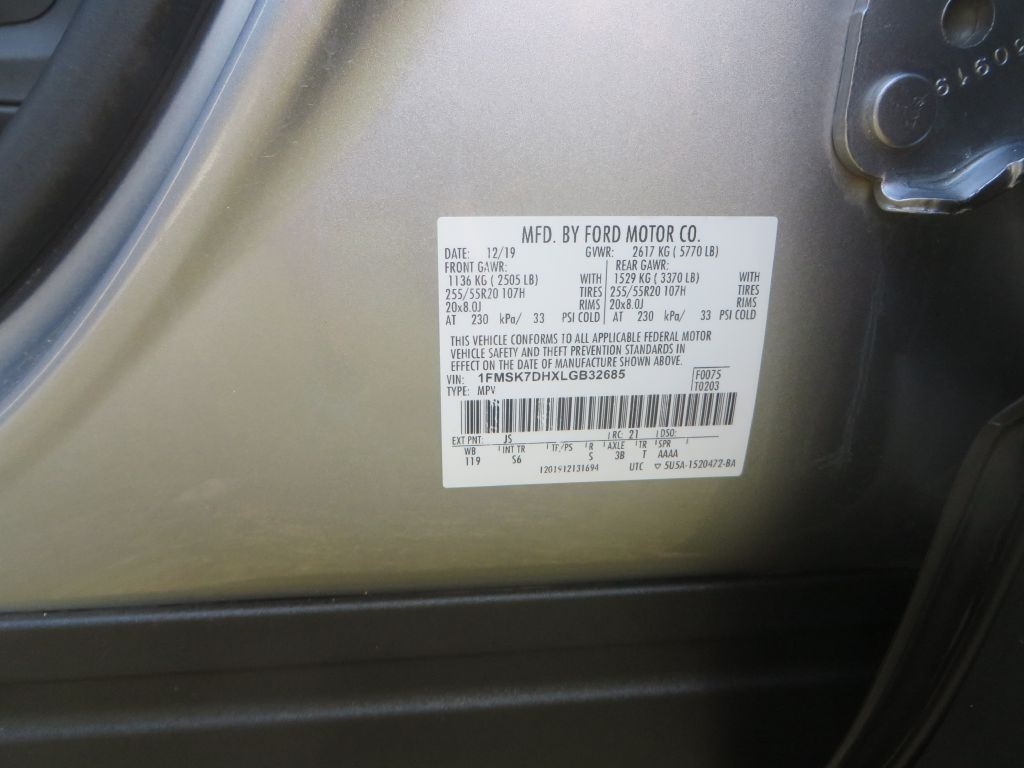 60919
MFD. BY FORD MOTOR CO.
DATE: 12/19 GVWR: 2617 KG ( 5770 LB)
FRONT GAWR: REAR GAWR:
1136 KG ( 2505 LB) WITH 1529 KG ( 3370 LB) WITH
255/55R20 107H TIRES 255/55R20 107H TIRES
20x8.0J RIMS 20x8.0J RIMS
AT 230 kPa/ 33 PSI COLD AT 230 kPa/ 33 PSI COLD
THIS VEHICLE CONFORMS TO ALL APPLICABLE FEDERAL MOTOR
VEHICLE SAFETY AND THEFT PREVENTION STANDARDS IN
EFFECT ON THE DATE OF MANUFACTURE SHOWN ABOVE.
VIN: 1FMSK7DHXLGB32685 F0075
TYPE: MPV T0203
EXT PNT: JS RC: 21 DSO:
WB INT TR TP/PS R AXLE TR SPR
119 S6 S 3B T AAAA
1201912131694 UTC ▽ 5U5A-1520472-BA